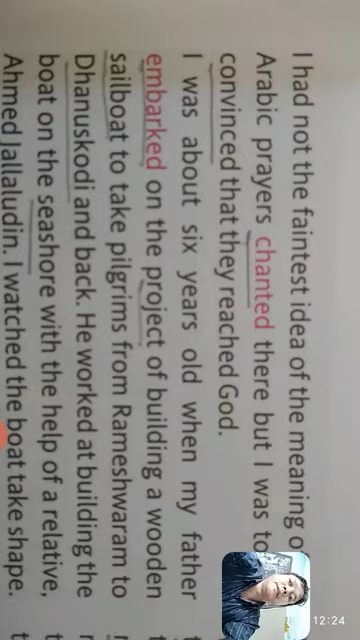 I had not the faintest idea of the meaning o
Arabic prayers chanted there but I was to
convinced that they reached God.
I was about six years old when my father
embarked on the project of building a wooden
sailboat to take pilgrims from Rameshwaram to
Dhanuskodi and back. He worked at building the
boat on the seashore with the help of a relative,
Ahmed Jallaludin. I watched the boat take shape.
12:24